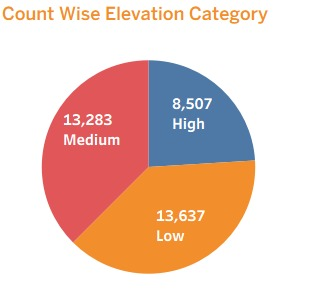 Count Wise Elevation Category
8,507
High
13,283
Medium
13,637
Low